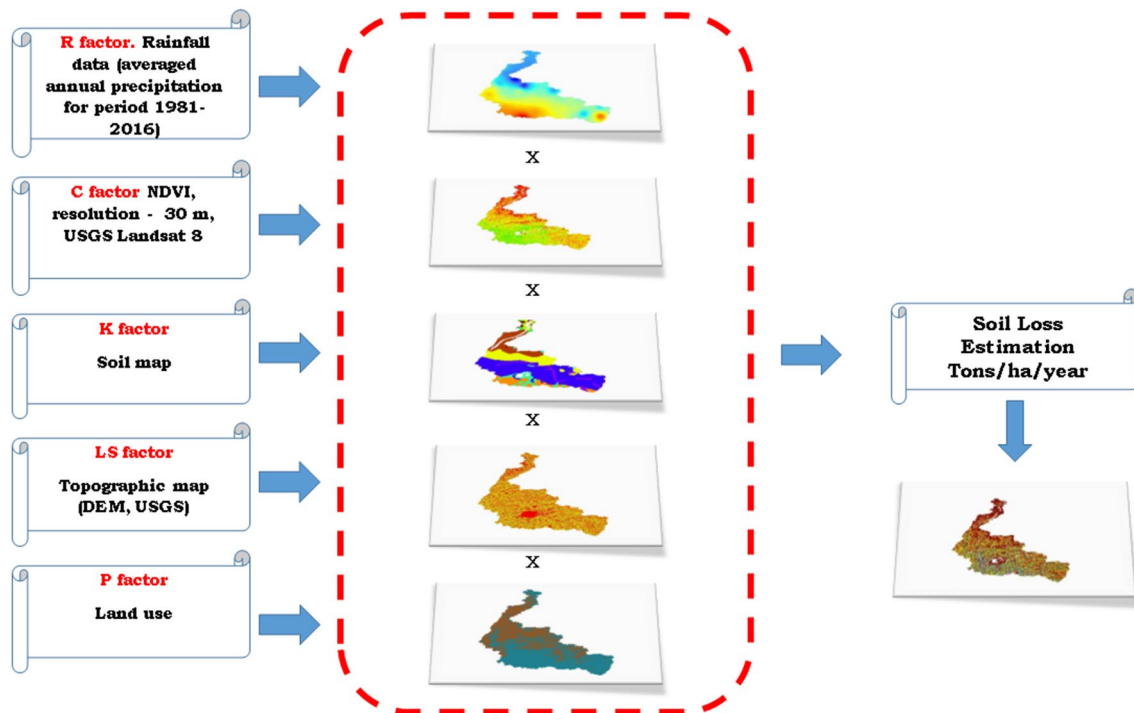 R factor. Rainfall
data (averaged
annual precipitation
for period 1981-
2016)
X
C factor NDVI,
resolution - 30 m,
USGS Landsat 8
X
K factor
Soil map
X
LS factor
Topographic map
(DEM, USGS)
X
P factor
Land use
Soil Loss
Estimation
Tons/ha/year